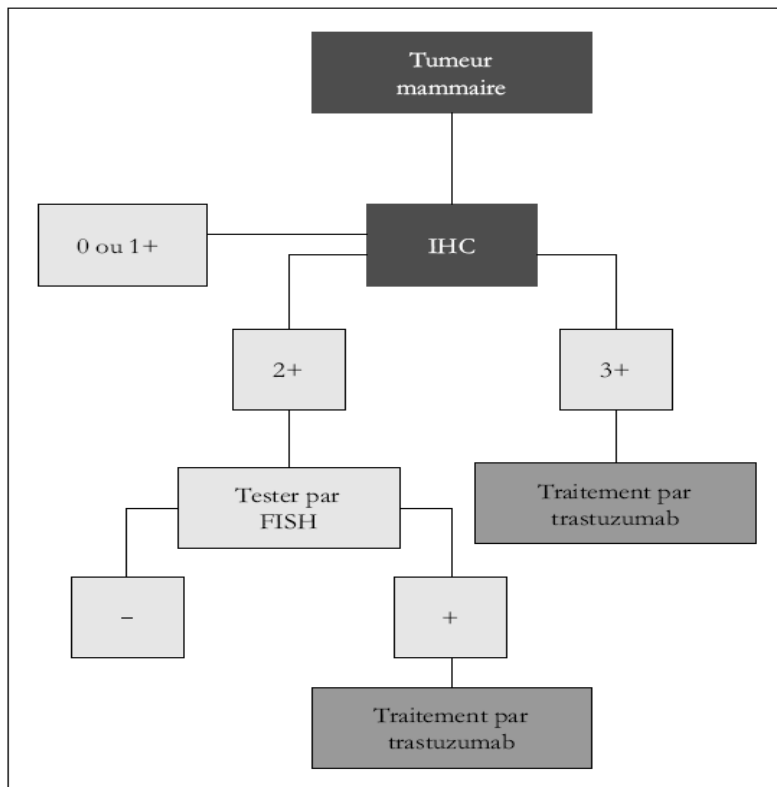 Tumeur
mammaire
0 ou 1+
IHC
2+
3+
Tester par
FISH
Traitement par
trastuzumab
–
+
Traitement par
trastuzumab